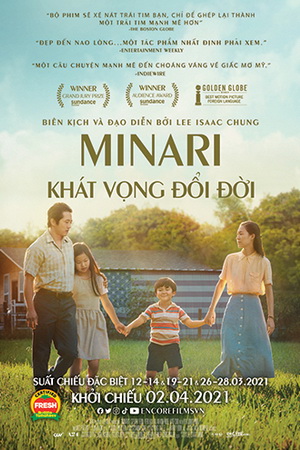 "BỘ PHIM SẼ XÉ NÁT TRÁI TIM BẠN, CHỈ ĐỂ GHÉP LẠI THÀNH
MỘT TRÁI TIM MẠNH MẼ HƠN"
-THE BOSTON GLOBE
"ĐẸP ĐẾN NAO LÒNG...MỘT TÁC PHẨM NHẤT ĐỊNH PHẢI XEM."
-ENTERTAINMENT WEEKLY
"MỘT CÂU CHUYỆN MẠNH MẼ ĐẾN CHOÁNG VÁNG VỀ GIẤC MƠ MỸ."
-INDIEWIRE
WINNER
GRAND JURY PRIZE
sundance
WINNER
AUDIENCE AWARD
sundance
GOLDEN GLOBE
BEST MOTION PICTURE
FOREIGN LANGUAGE
BIÊN KỊCH VÀ ĐẠO DIỄN BỞI LEE ISAAC CHUNG
MINARI
KHÁT VỌNG ĐỔI ĐỜI
SUẤT CHIẾU ĐẶC BIỆT 12-14 & 19-21 & 26-28.03.2021
KHỞI CHIẾU 02.04.2021
CERTIFIED
FRESH
ENCOREFILMSVN